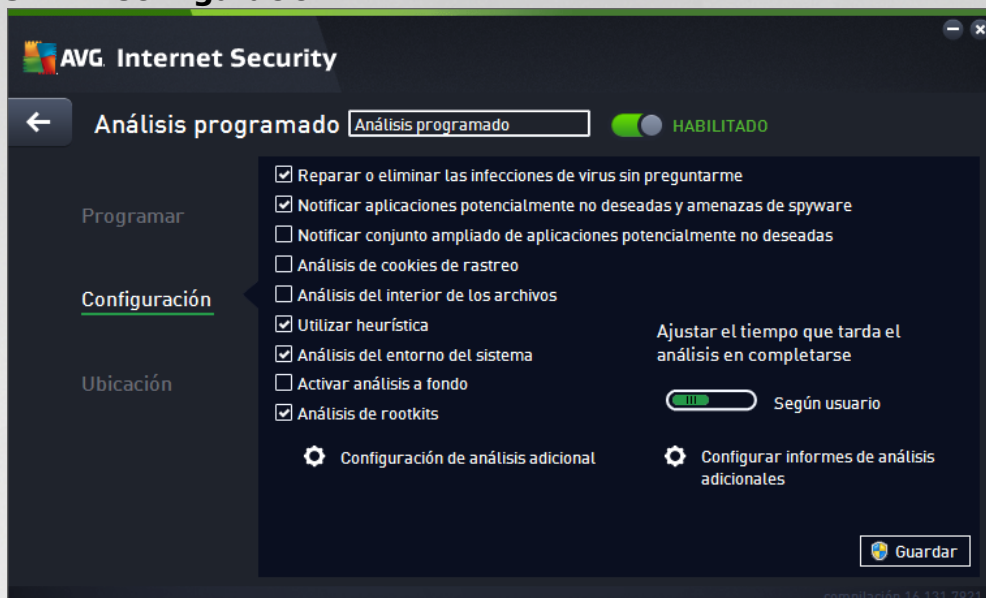 AVG. Internet Security
Análisis programado
Análisis programado
HABILITADO
Programar
Configuración
Ubicación
Reparar o eliminar las infecciones de virus sin preguntarme
Notificar aplicaciones potencialmente no deseadas y amenazas de spyware
Notificar conjunto ampliado de aplicaciones potencialmente no deseadas
Análisis de cookies de rastreo
Análisis del interior de los archivos
Utilizar heurística
Análisis del entorno del sistema
Activar análisis a fondo
Análisis de rootkits
Ajustar el tiempo que tarda el
análisis en completarse
Según usuario
Configuración de análisis adicional
Configurar informes de análisis
adicionales
Guardar